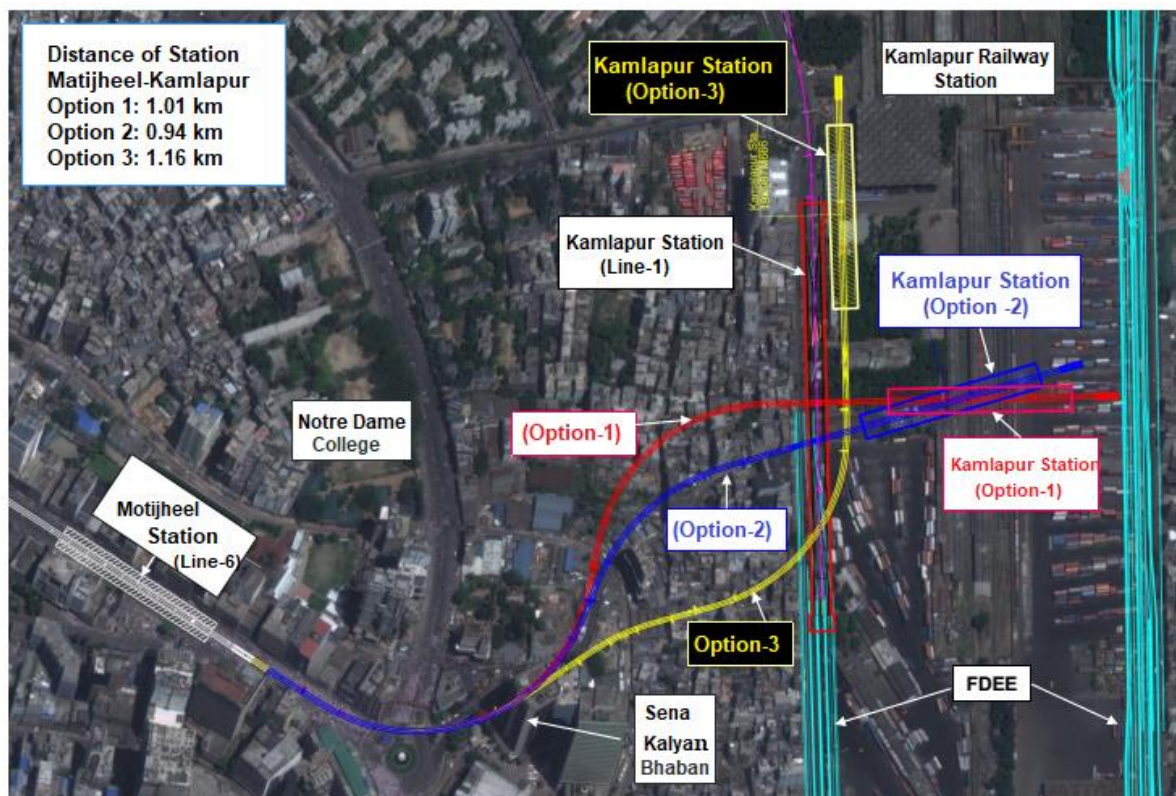 Distance of Station
Matijheel-Kamlapur
Option 1: 1.01 km
Option 2: 0.94 km
Option 3: 1.16 km
Kamlapur Station
(Option-3)
Kamlapur Railway
Station
Kamlapur Sta
Kamlapur Station
(Line-1)
Kamlapur Station
(Option -2)
Notre Dame
College
(Option-1)
Kamlapur Station
(Option-1)
Motijheel
Station
(Line-6)
(Option-2)
Option-3
FDEE
Sena
Kalyan
Bhaban